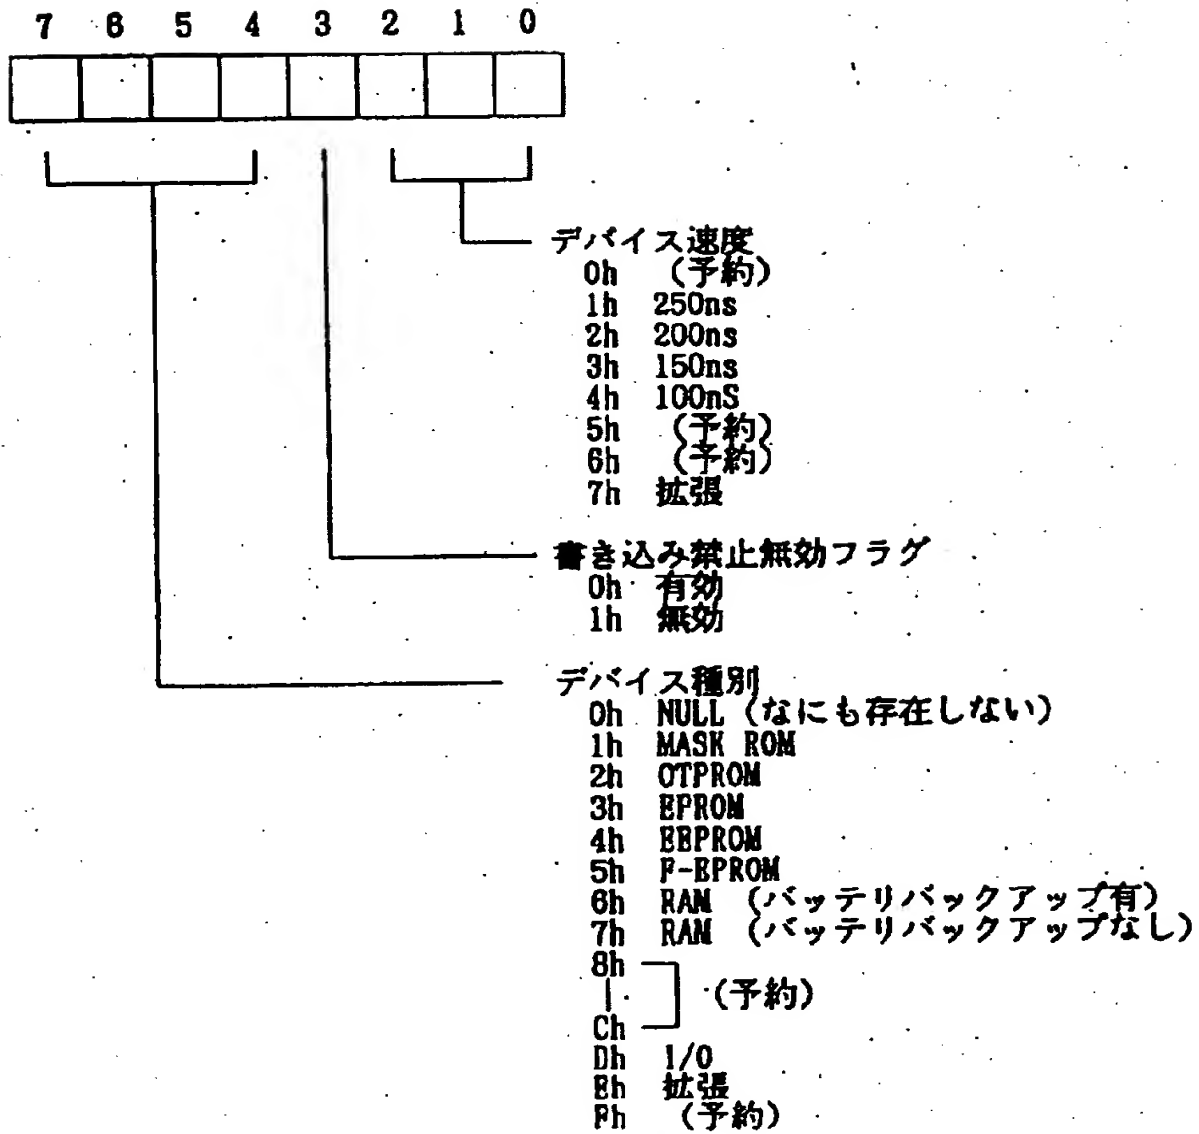 7 6 5 4 3 2 1 0
デバイス速度
0h (予約)
1h 250ns
2h 200ns
3h 150ns
4h 100nS
5h (予約)
6h (予約)
7h 拡張
書き込み禁止無効フラグ
0h 有効
1h 無効
デバイス種別
0h NULL (なにも存在しない)
1h MASK ROM
2h OTPROM
3h EPROM
4h EEPROM
5h F-EPROM
6h RAM (バッテリバックアップ有)
7h RAM (バッテリバックアップなし)
8h
| (予約)
Ch
Dh I/O
Eh 拡張
Fh (予約)